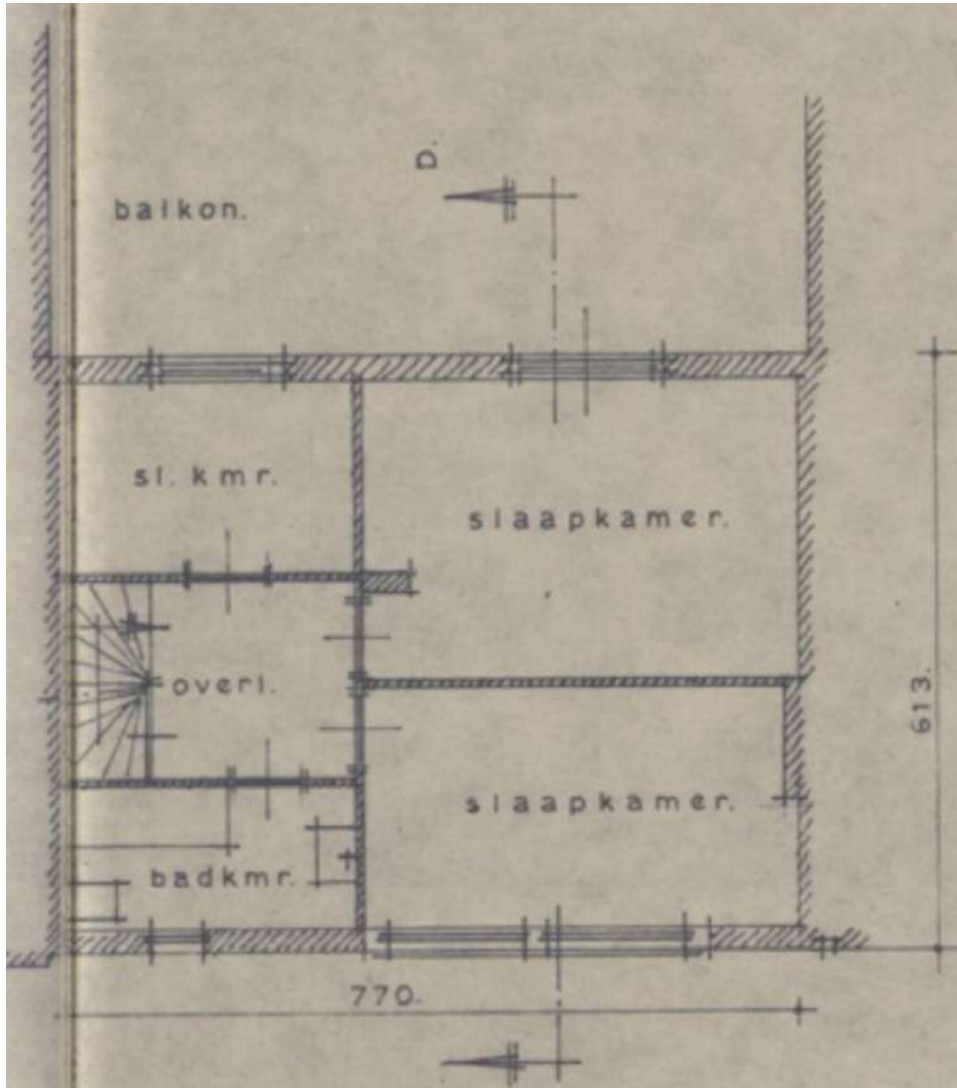 D.
balkon.
sl. kmr.
slaapkamer.
overl.
613.
slaapkamer.
badkmr.
770.